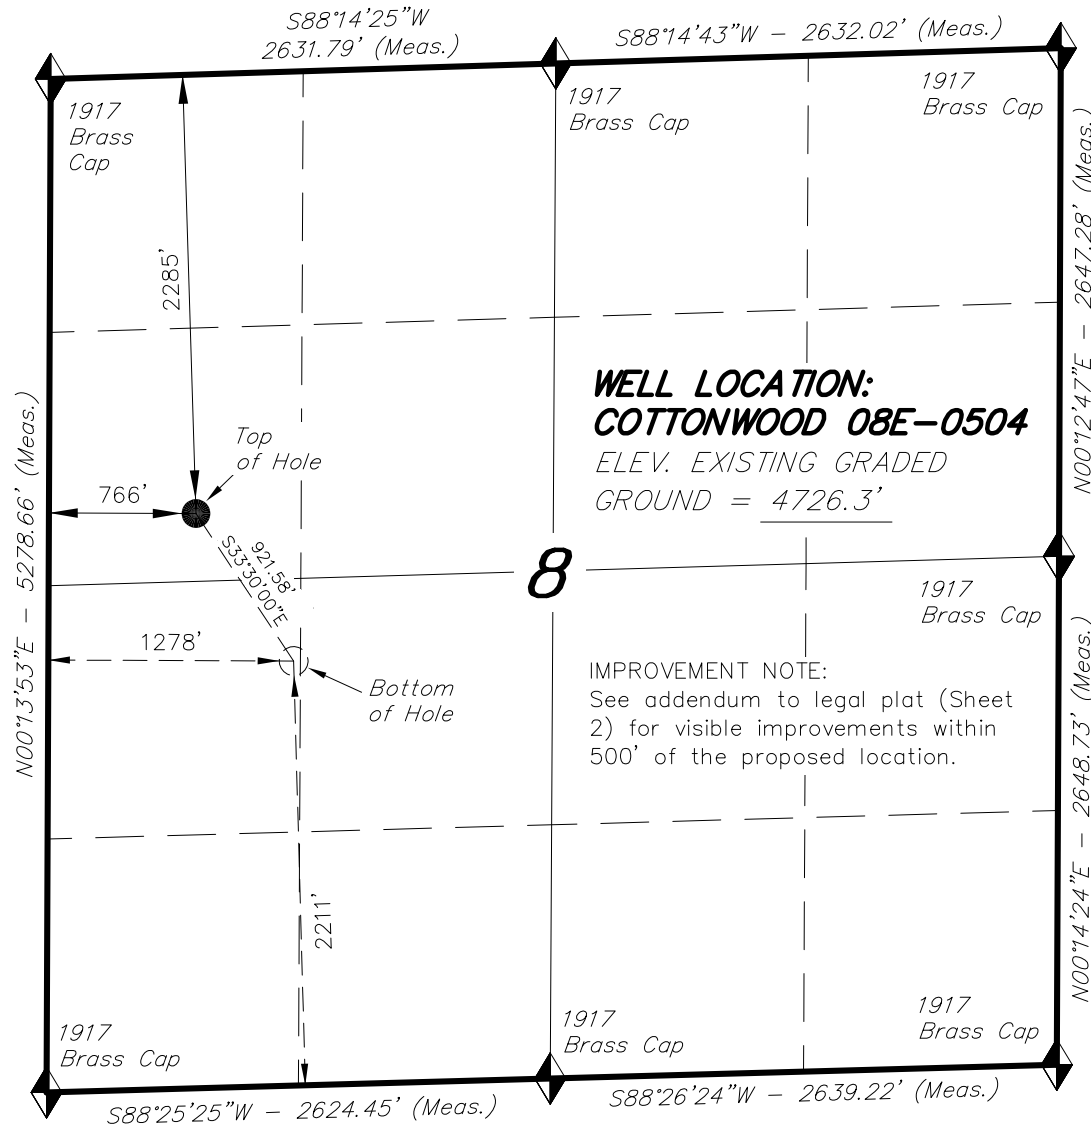 S88°14'25"W
2631.79' (Meas.)
S88°14'43"W - 2632.02' (Meas.)
1917
Brass
Cap
1917
Brass Cap
1917
Brass Cap
N00°12'47"E - 2647.28' (Meas.)
2285'
WELL LOCATION:
COTTONWOOD 08E-0504
ELEV. EXISTING GRADED
GROUND = 4726.3'
N00°13'53"E - 5278.66' (Meas.)
Top
of Hole
766'
921.58'
S33°30'00"E
8
1917
Brass Cap
1278'
Bottom
of Hole
IMPROVEMENT NOTE:
See addendum to legal plat (Sheet
2) for visible improvements within
500' of the proposed location.
N00°14'24"E - 2648.73' (Meas.)
2211'
1917
Brass Cap
1917
Brass Cap
1917
Brass Cap
S88°25'25"W - 2624.45' (Meas.)
S88°26'24"W - 2639.22' (Meas.)